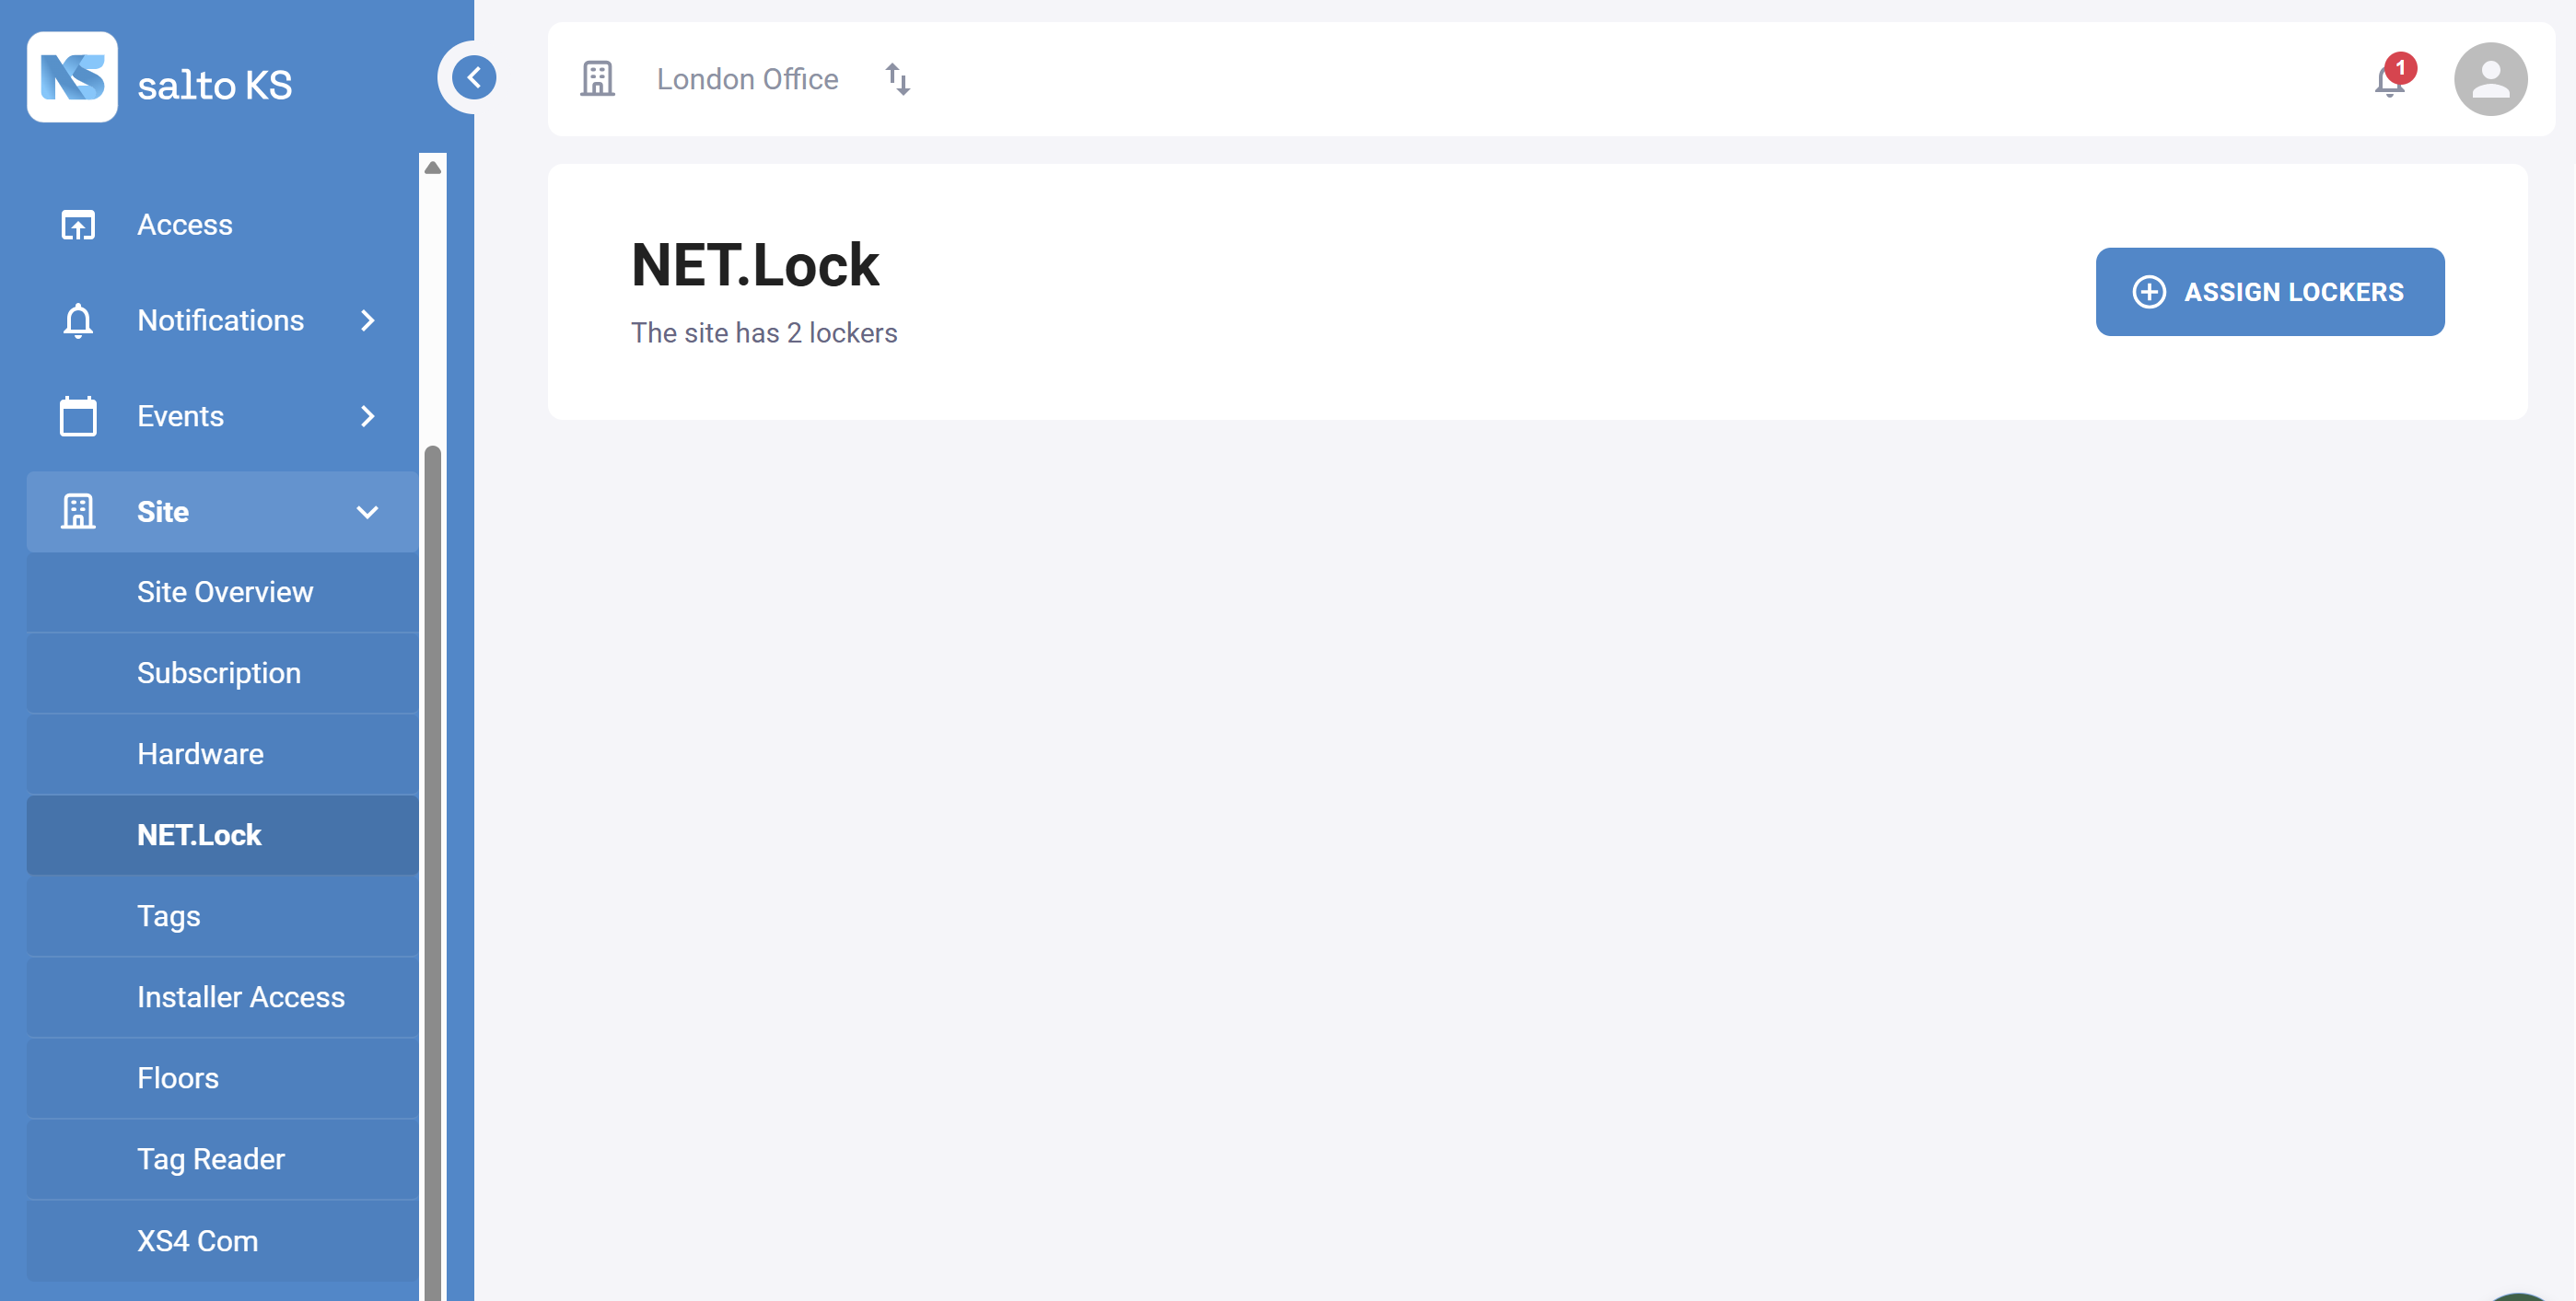 salto KS
Access
Notifications
Events
Site
Site Overview
Subscription
Hardware
NET.Lock
Tags
Installer Access
Floors
Tag Reader
XS4 Com
London Office
1
NET.Lock
The site has 2 lockers
ASSIGN LOCKERS